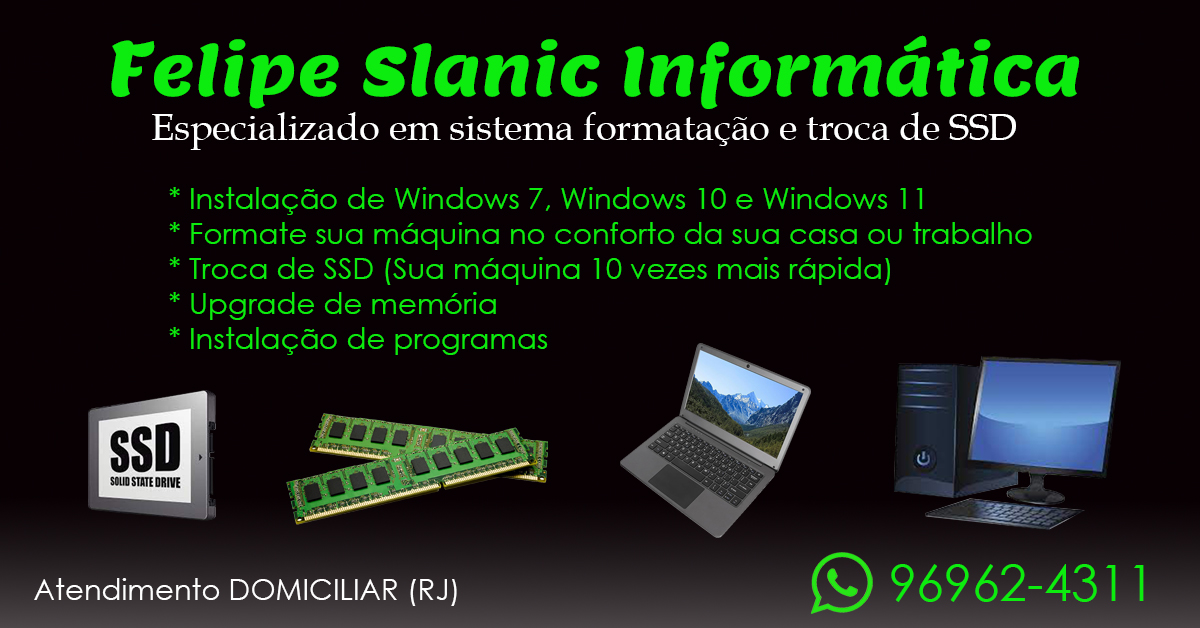 Felipe Slanic Informática
Especializado em sistema formatação e troca de SSD
* Instalação de Windows 7, Windows 10 e Windows 11
* Formate sua máquina no conforto da sua casa ou trabalho
* Troca de SSD (Sua máquina 10 vezes mais rápida)
* Upgrade de memória
* Instalação de programas
SSD
SOLID STATE DRIVE
Atendimento DOMICILIAR (RJ)
96962-4311